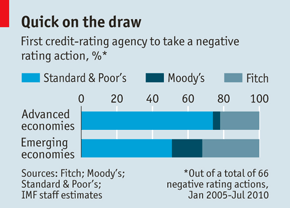 Quick on the draw
First credit-rating agency to take a negative
rating action, %*
Standard & Poor's Moody's Fitch
0 20 40 60 80 100
Advanced
economies
Emerging
economies
Sources: Fitch; Moody's;
Standard & Poor's;
IMF staff estimates
*Out of a total of 66
negative rating actions,
Jan 2005-Jul 2010